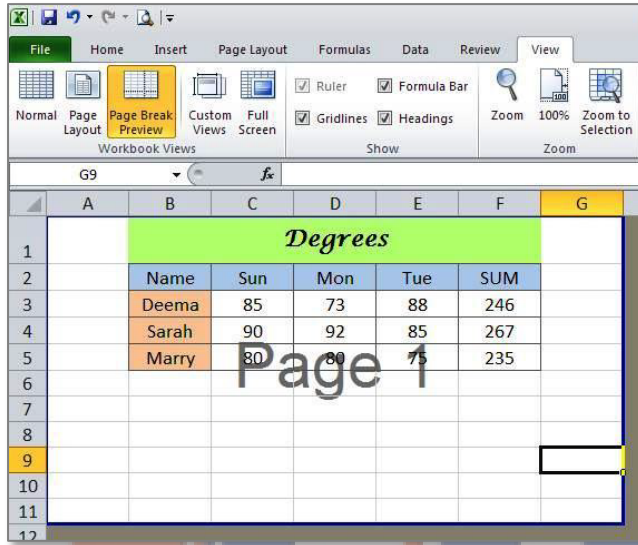 File Home Insert Page Layout Formulas Data Review View
Normal Page Layout Page Break Preview Custom Views Full Screen Ruler Formula Bar Zoom 100% Zoom to Selection
Gridlines Headings
Workbook Views Show Zoom
G9 fx
A B C D E F G
1 Degrees
2 Name Sun Mon Tue SUM
3 Deema 85 73 88 246
4 Sarah 90 92 85 267
5 Marry 80 80 75 235
Page 1
6
7
8
9
10
11
12